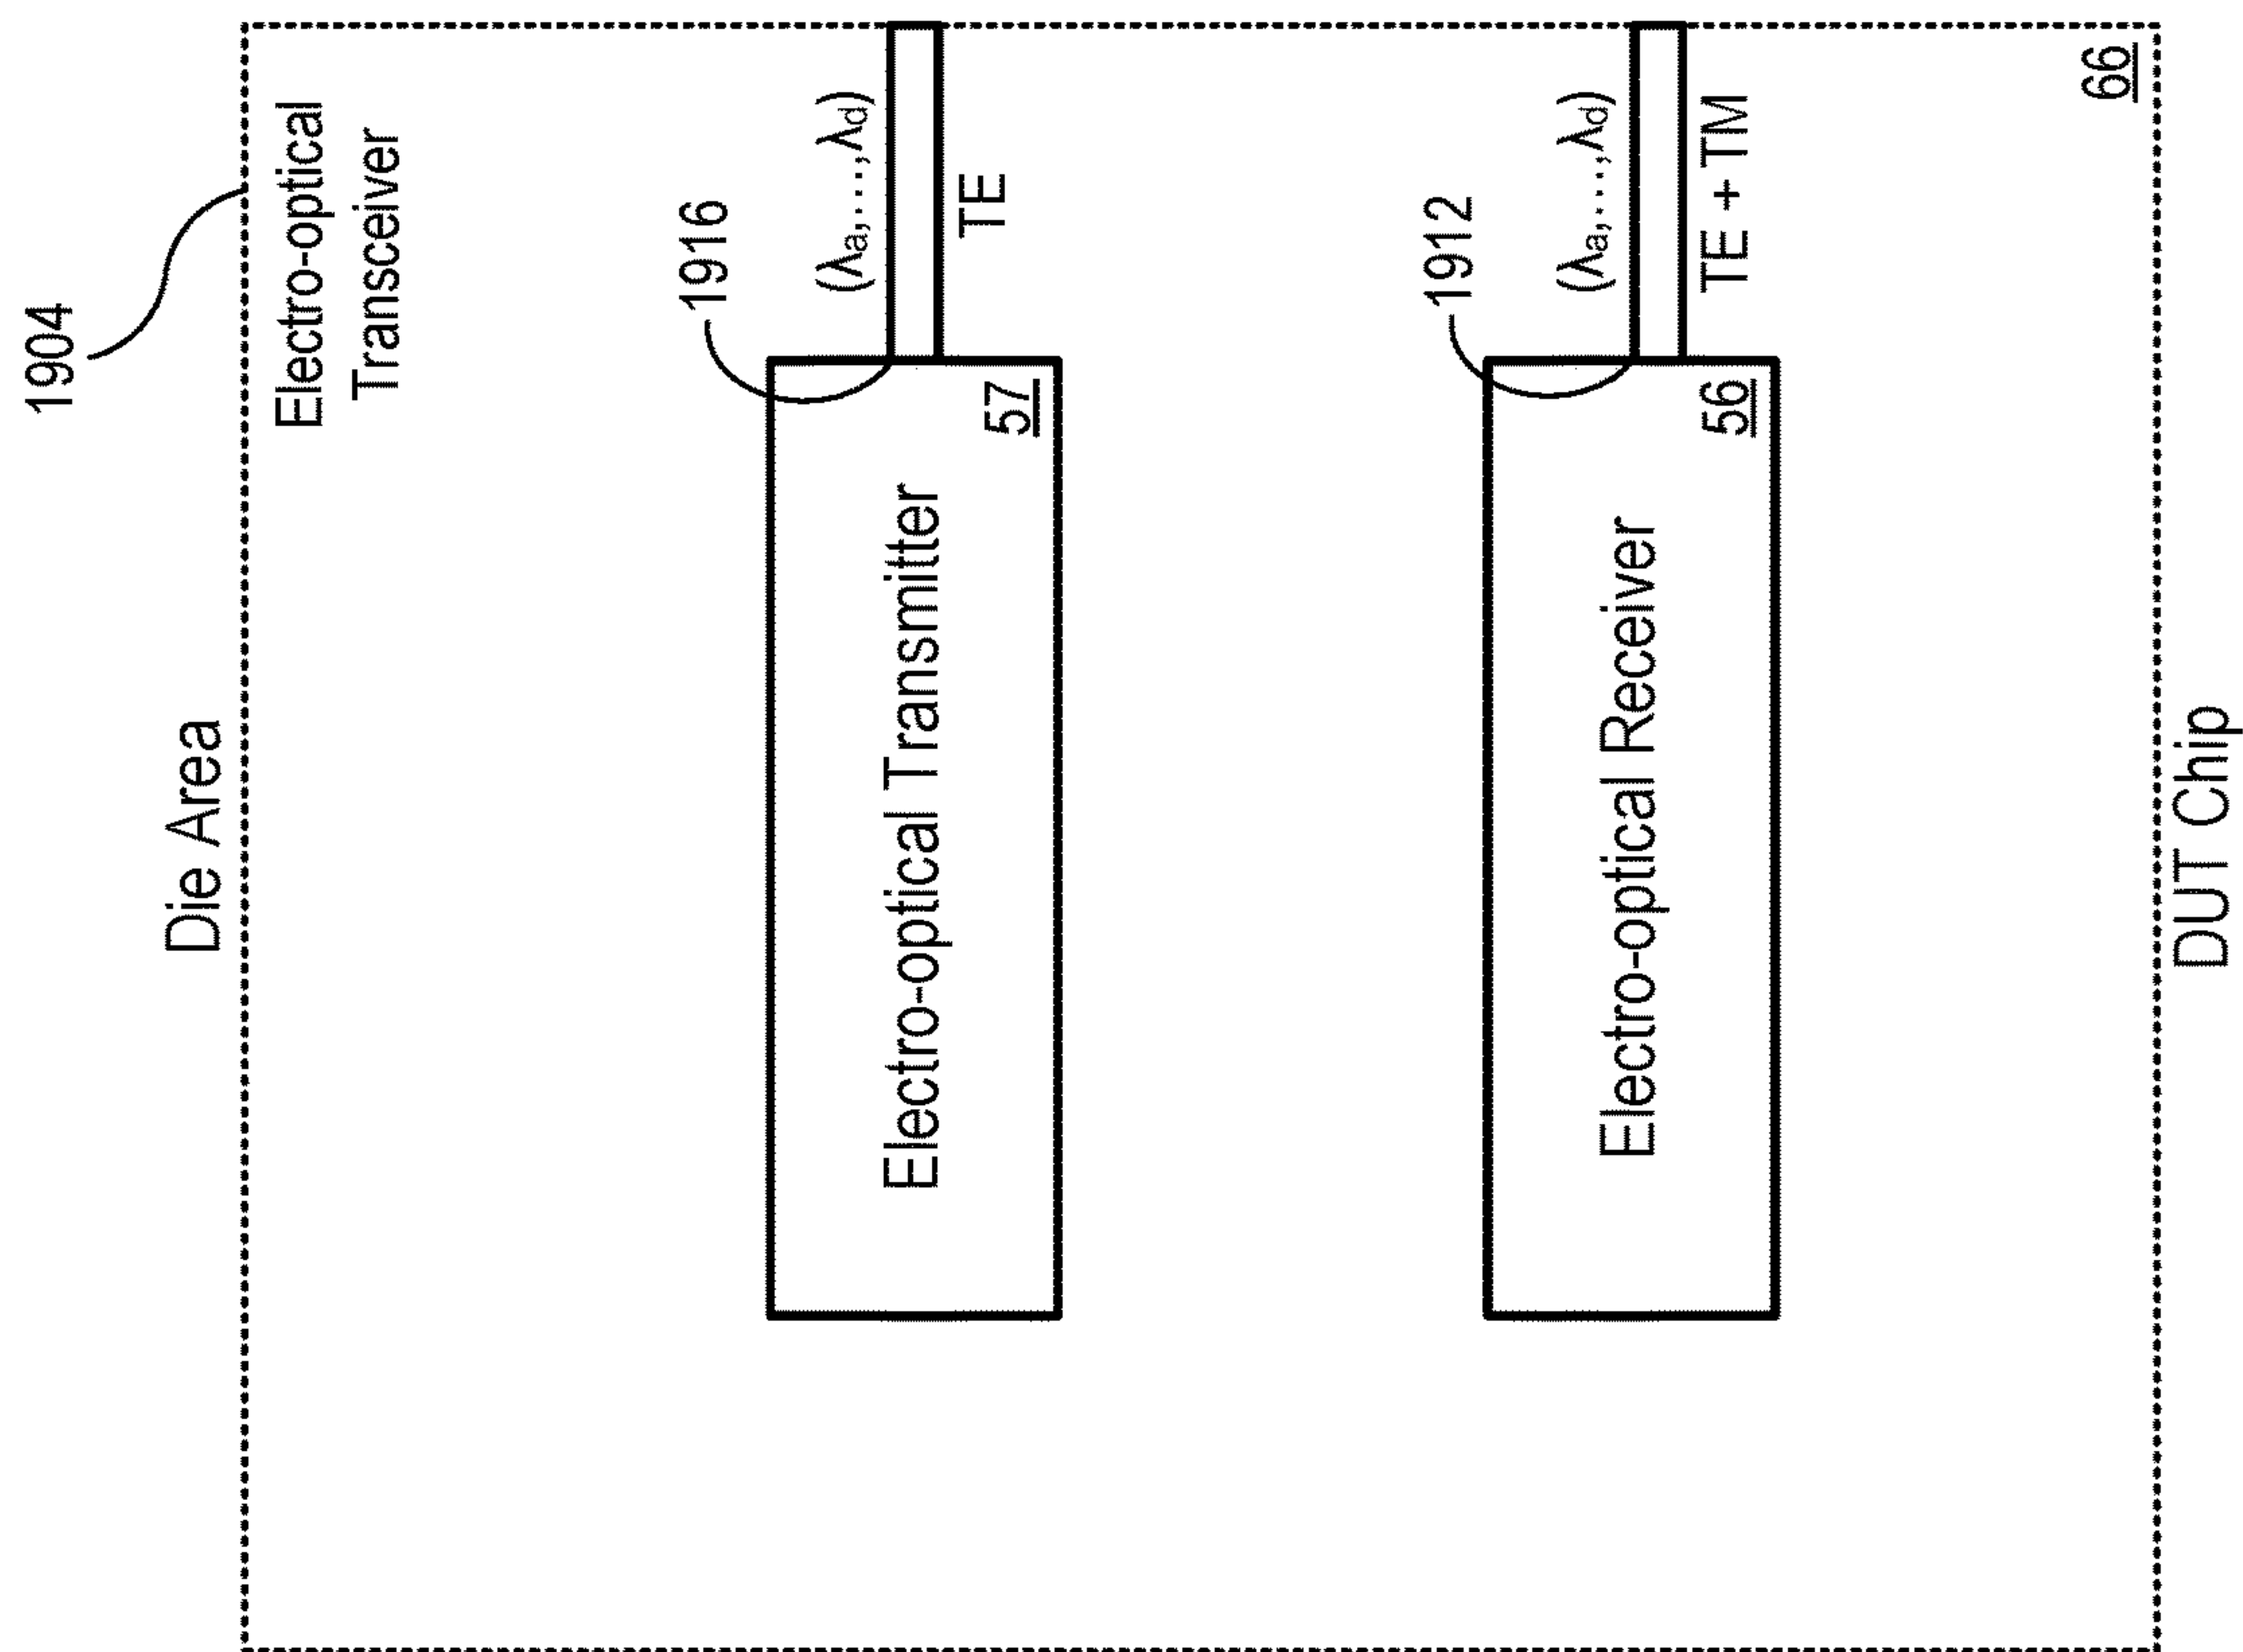 1904
Die Area
Electro-optical
Transceiver
1916
(λa,...,λd)
TE
57
Electro-optical Transmitter
1912
(λa,...,λd)
TE + TM
56
Electro-optical Receiver
66
DUT Chip